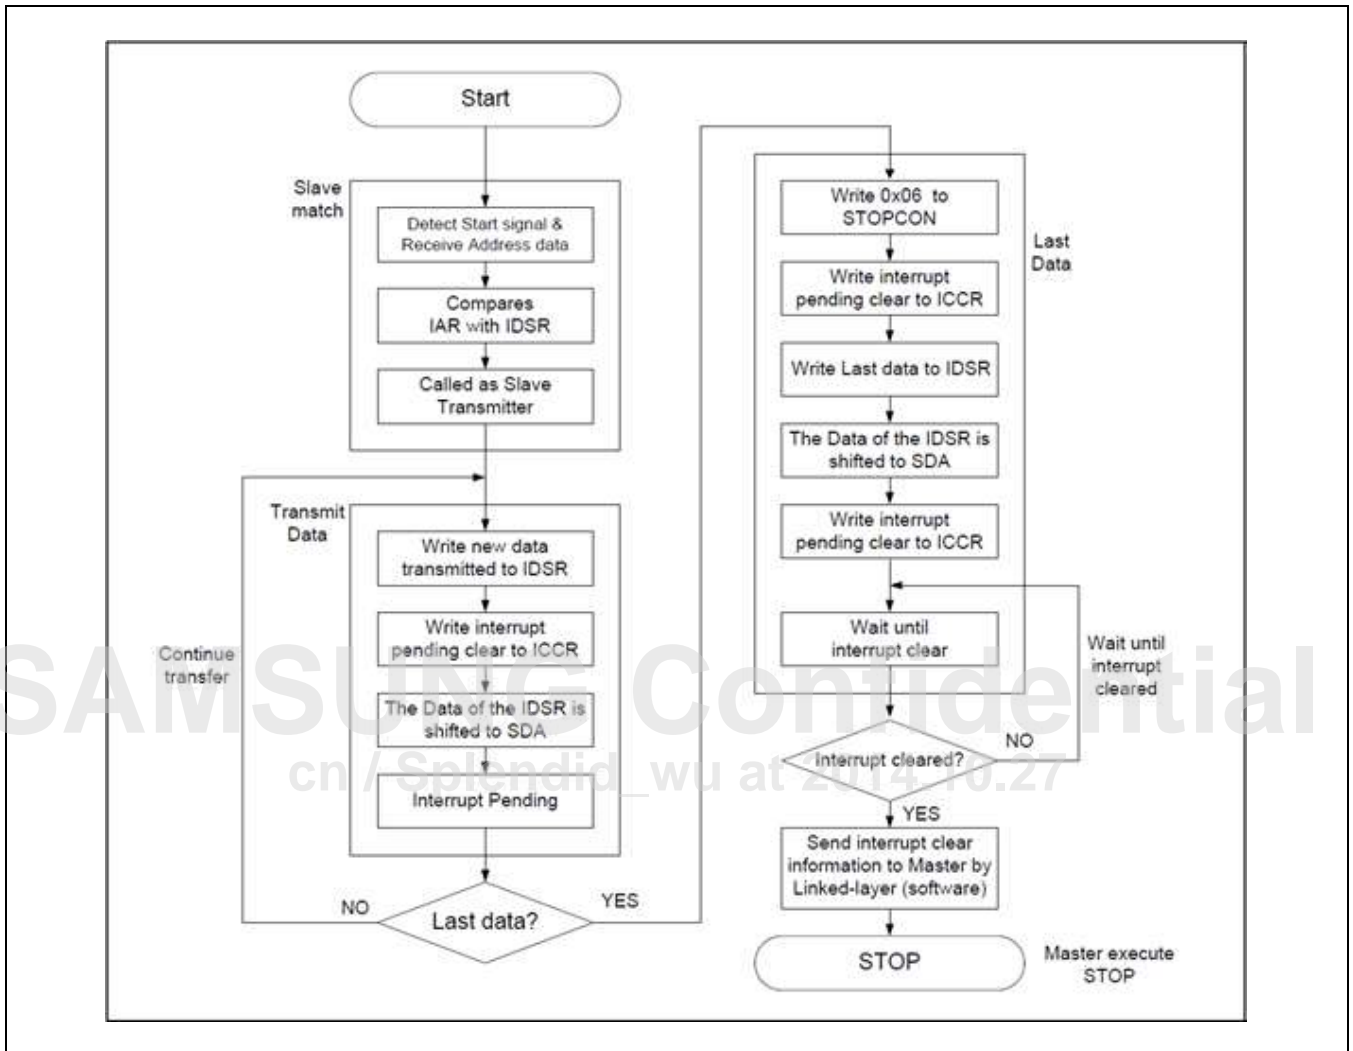 Start
Slave
match
Detect Start signal &
Receive Address data
Compares
IAR with IDSR
Called as Slave
Transmitter
Transmit
Data
Write new data
transmitted to IDSR
Write interrupt
pending clear to ICCR
The Data of the IDSR is
shifted to SDA
Interrupt Pending
Continue
transfer
NO
Last data?
YES
Write 0x06 to
STOPCON
Last
Data
Write interrupt
pending clear to ICCR
Write Last data to IDSR
The Data of the IDSR is
shifted to SDA
Write interrupt
pending clear to ICCR
Wait until
interrupt clear
Wait until
interrupt
cleared
Interrupt cleared?
NO
YES
Send interrupt clear
information to Master by
Linked-layer (software)
STOP
Master execute
STOP
SAMSUNG Confidential
cn / Splendid_wu at 2014.10.27